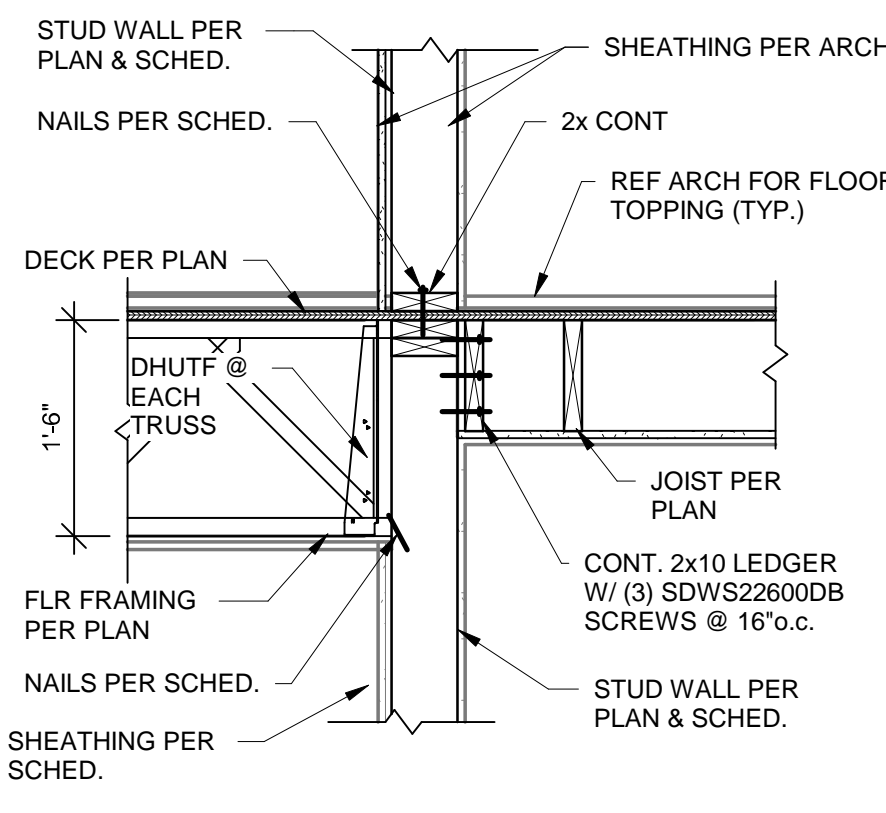 STUD WALL PER
PLAN & SCHED.
SHEATHING PER ARCH
NAILS PER SCHED.
2x CONT
REF ARCH FOR FLOOR
TOPPING (TYP.)
DECK PER PLAN
DHUTF @
EACH
TRUSS
1'-6"
JOIST PER
PLAN
CONT. 2x10 LEDGER
W/ (3) SDWS22600DB
SCREWS @ 16"o.c.
FLR FRAMING
PER PLAN
NAILS PER SCHED.
STUD WALL PER
PLAN & SCHED.
SHEATHING PER
SCHED.